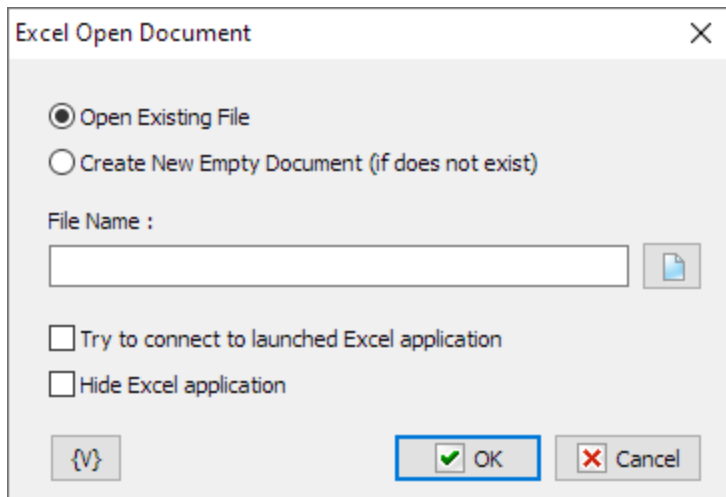 Excel Open Document
Open Existing File
Create New Empty Document (if does not exist)
File Name :
Try to connect to launched Excel application
Hide Excel application
{V} OK Cancel